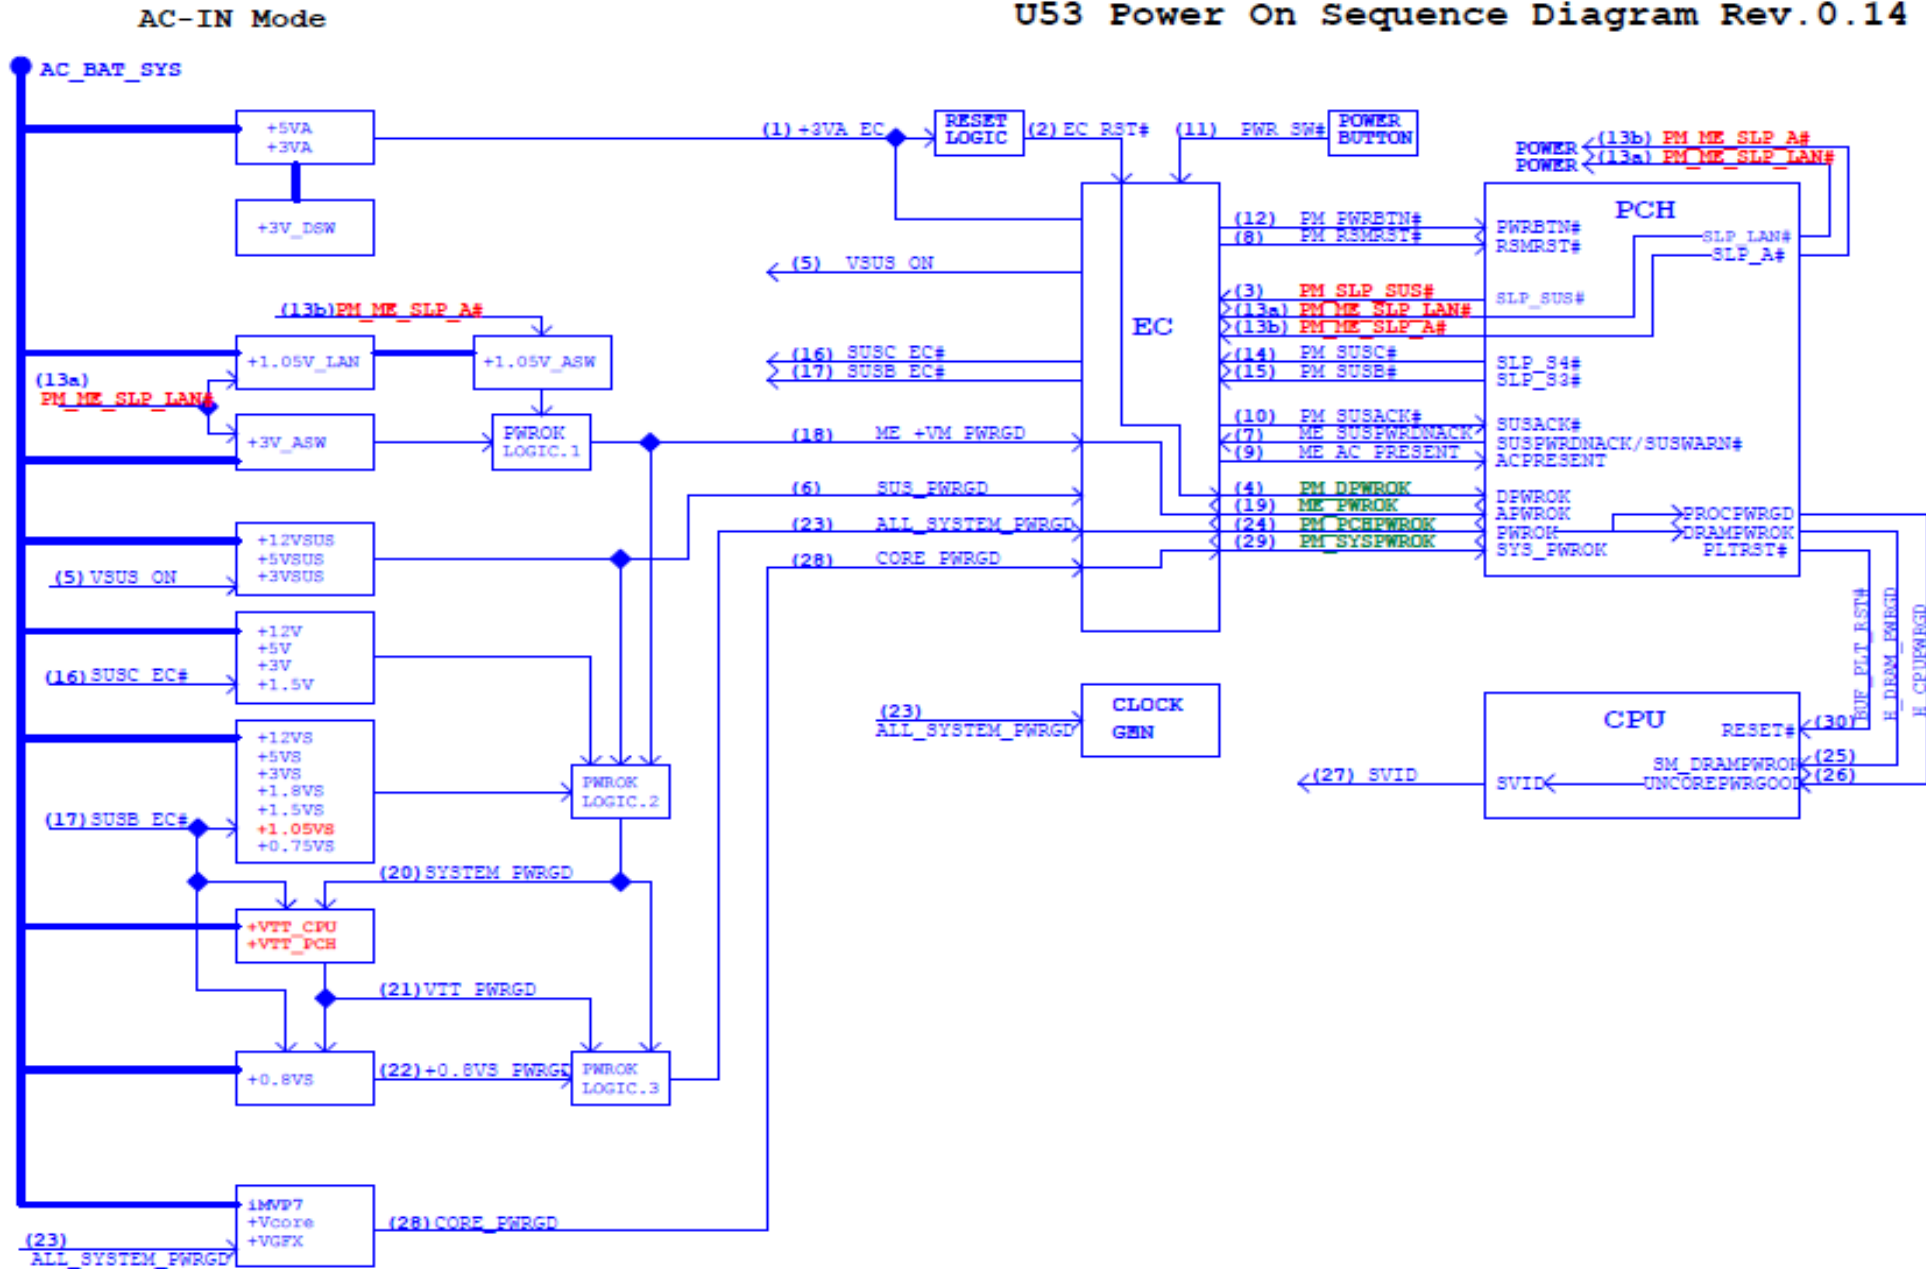 AC-IN Mode
U53 Power On Sequence Diagram Rev.0.14
AC_BAT_SYS
+5VA
+3VA
+3V_DSW
(1) +3VA_EC
RESET
LOGIC
(2) EC_RST#
(11) PWR_SW#
POWER
BUTTON
POWER (13b) PM_ME_SLP_A#
POWER (13a) PM_ME_SLP_LAN#
PCH
EC
(12) PM_PWRBTN#
PWRBTN#
(8) PM_RSMRST#
RSMRST#
SLP_LAN#
SLP_A#
(5) VSUS_ON
(3) PM_SLP_SUS#
SLP_SUS#
(13a) PM_ME_SLP_LAN#
(13b) PM_ME_SLP_A#
(13b) PM_ME_SLP_A#
+1.05V_LAN
+1.05V_ASW
(16) SUSC_EC#
(17) SUSB_EC#
(14) PM_SUSC#
SLP_S4#
(15) PM_SUSB#
SLP_S3#
(13a)
PM_ME_SLP_LAN#
+3V_ASW
PWROK
LOGIC.1
(18) ME_+VM_PWRGD
(10) PM_SUSACK#
SUSACK#
(7) ME_SUSPWRDNACK
SUSPWRDNACK/SUSWARN#
(9) ME_AC_PRESENT
ACPRESENT
(6) SUS_PWRGD
(4) PM_DPWROK
DPWROK
(19) ME_PWROK
APWROK
PROCPWRGD
(23) ALL_SYSTEM_PWRGD
(24) PM_PCHPWROK
PWROK
DRAMPWROK
(29) PM_SYSPWROK
SYS_PWROK
PLTRST#
(28) CORE_PWRGD
+12VSUS
+5VSUS
+3VSUS
(5) VSUS_ON
+12V
+5V
+3V
+1.5V
(16) SUSC_EC#
BUF_PLT_RST#
H_DRAM_PWRGD
H_CPUPWRGD
(23)
ALL_SYSTEM_PWRGD
CLOCK
GEN
CPU
RESET# (30)
SM_DRAMPWROK (25)
UNCOREPWRGOOD (26)
SVID
(27) SVID
+12VS
+5VS
+3VS
+1.8VS
+1.5VS
+1.05VS
+0.75VS
(17) SUSB_EC#
PWROK
LOGIC.2
(20) SYSTEM_PWRGD
+VTT_CPU
+VTT_PCH
(21) VTT_PWRGD
+0.8VS
(22) +0.8VS_PWRGD
PWROK
LOGIC.3
iMVP7
+Vcore
+VGFX
(28) CORE_PWRGD
(23)
ALL_SYSTEM_PWRGD